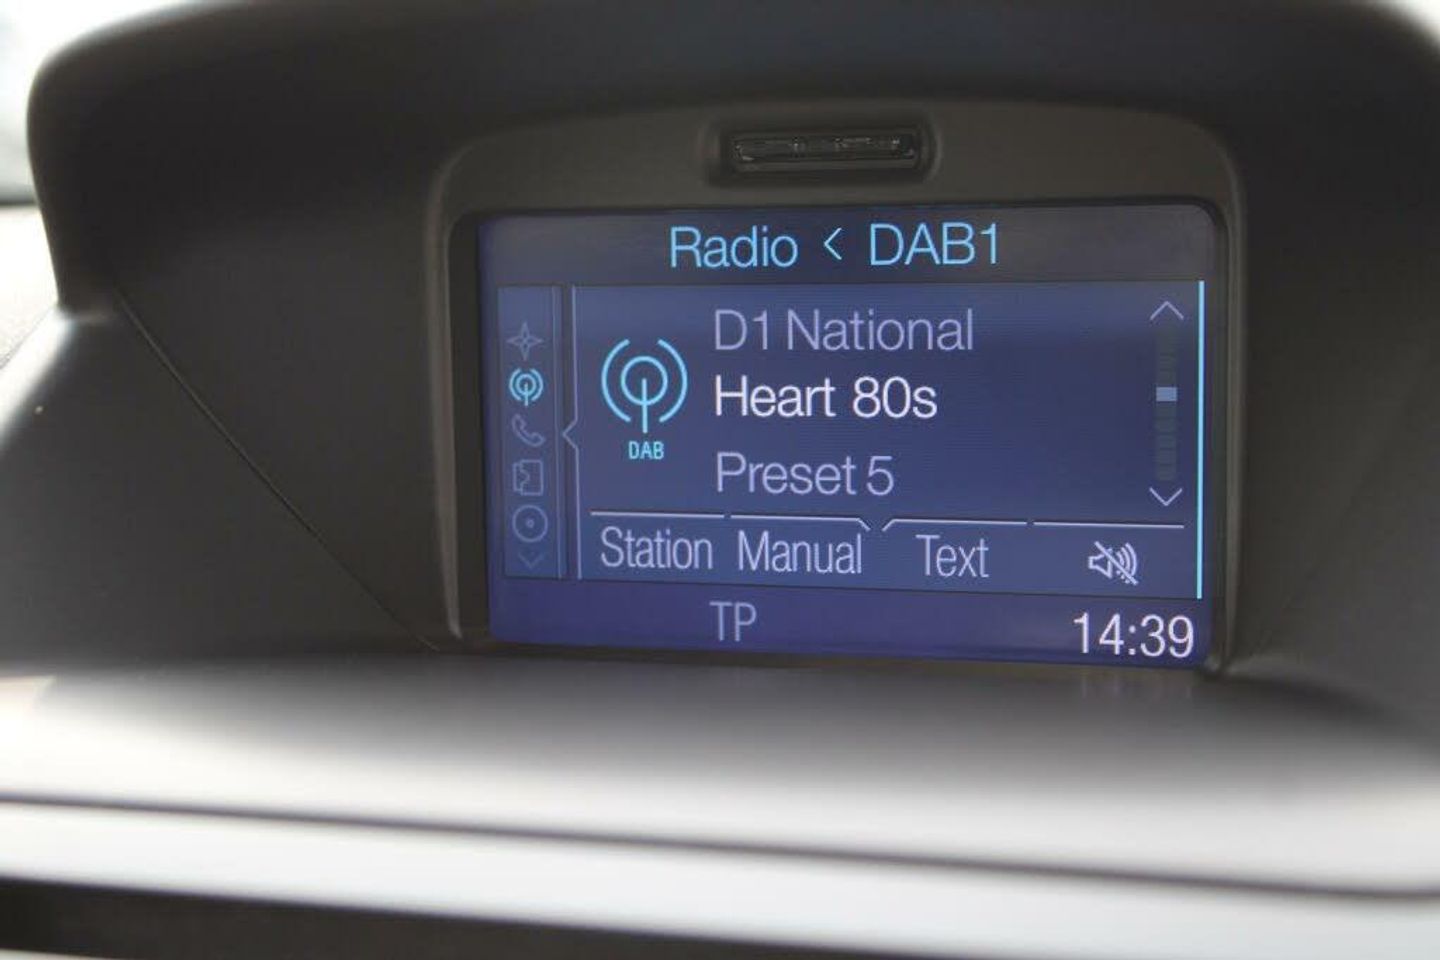 Radio < DAB1
D1 National
Heart 80s
DAB
Preset 5
Station Manual Text
TP 14:39